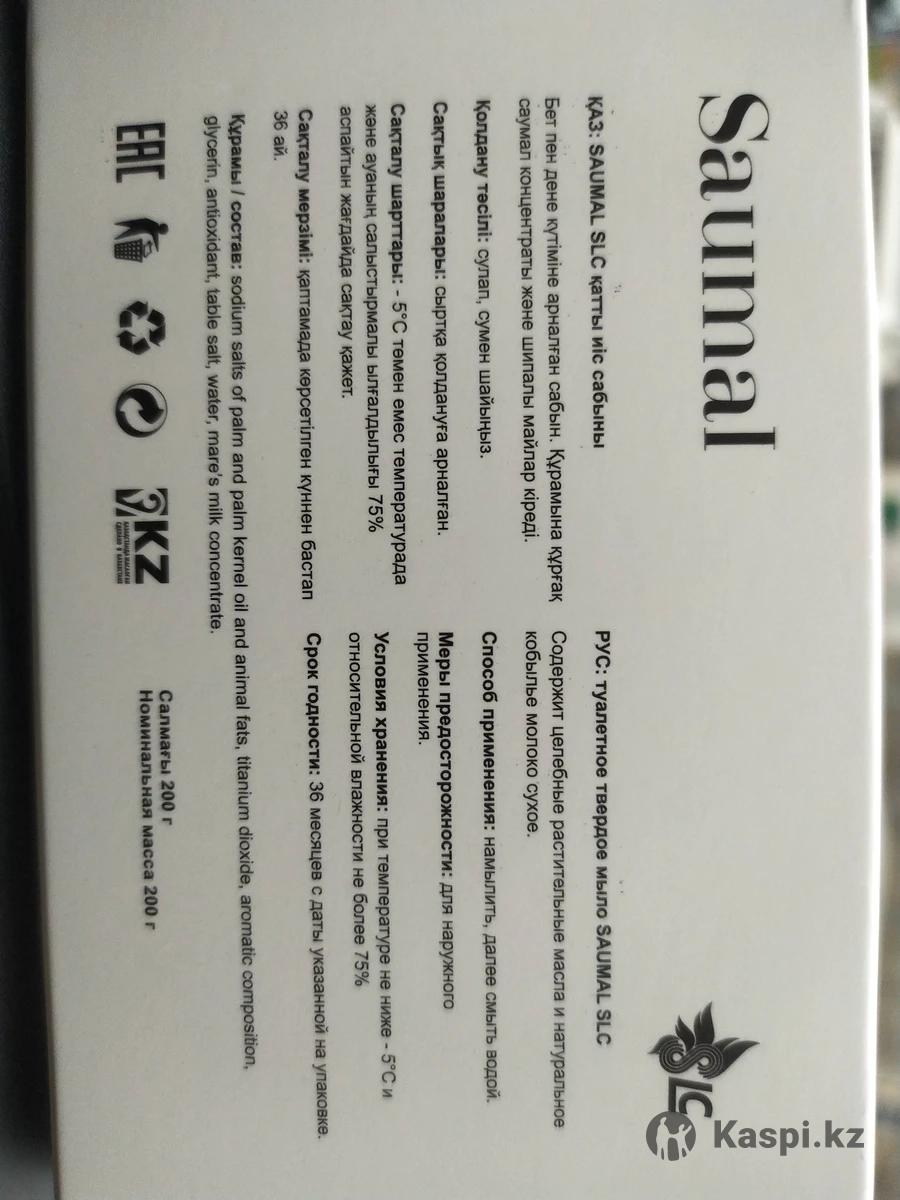 Saumal
SLC
ҚАЗ: SAUMAL SLC қатты иіс сабыны
Бет пен дене күтіміне арналған сабын. Құрамына құрғақ
саумал концентраты және шипалы майлар кіреді.
Қолдану тәсілі: сулап, сумен шайыңыз.
Сақтық шаралары: сыртқа қолдануға арналған.
Сақталу шарттары: - 5°C төмен емес температурада
және ауаның салыстырмалы ылғалдылығы 75%
аспайтын жағдайда сақтау қажет.
Сақталу мерзімі: қаптамада көрсетілген күннен бастап
36 ай.
РУС: туалетное твердое мыло SAUMAL SLC
Содержит целебные растительные масла и натуральное
кобылье молоко сухое.
Способ применения: намылить, далее смыть водой.
Меры предосторожности: для наружного
применения.
Условия хранения: при температуре не ниже - 5°C и
относительной влажности не более 75%
Срок годности: 36 месяцев с даты указанной на упаковке.
Құрамы / состав: sodium salts of palm and palm kernel oil and animal fats, titanium dioxide, aromatic composition,
glycerin, antioxidant, table salt, water, mare's milk concentrate.
EAC
KZ
ҚАЗАҚСТАНДА ЖАСАЛҒАН
СДЕЛАНО В КАЗАХСТАНЕ
Салмағы 200 г
Номинальная масса 200 г
Kaspi.kz